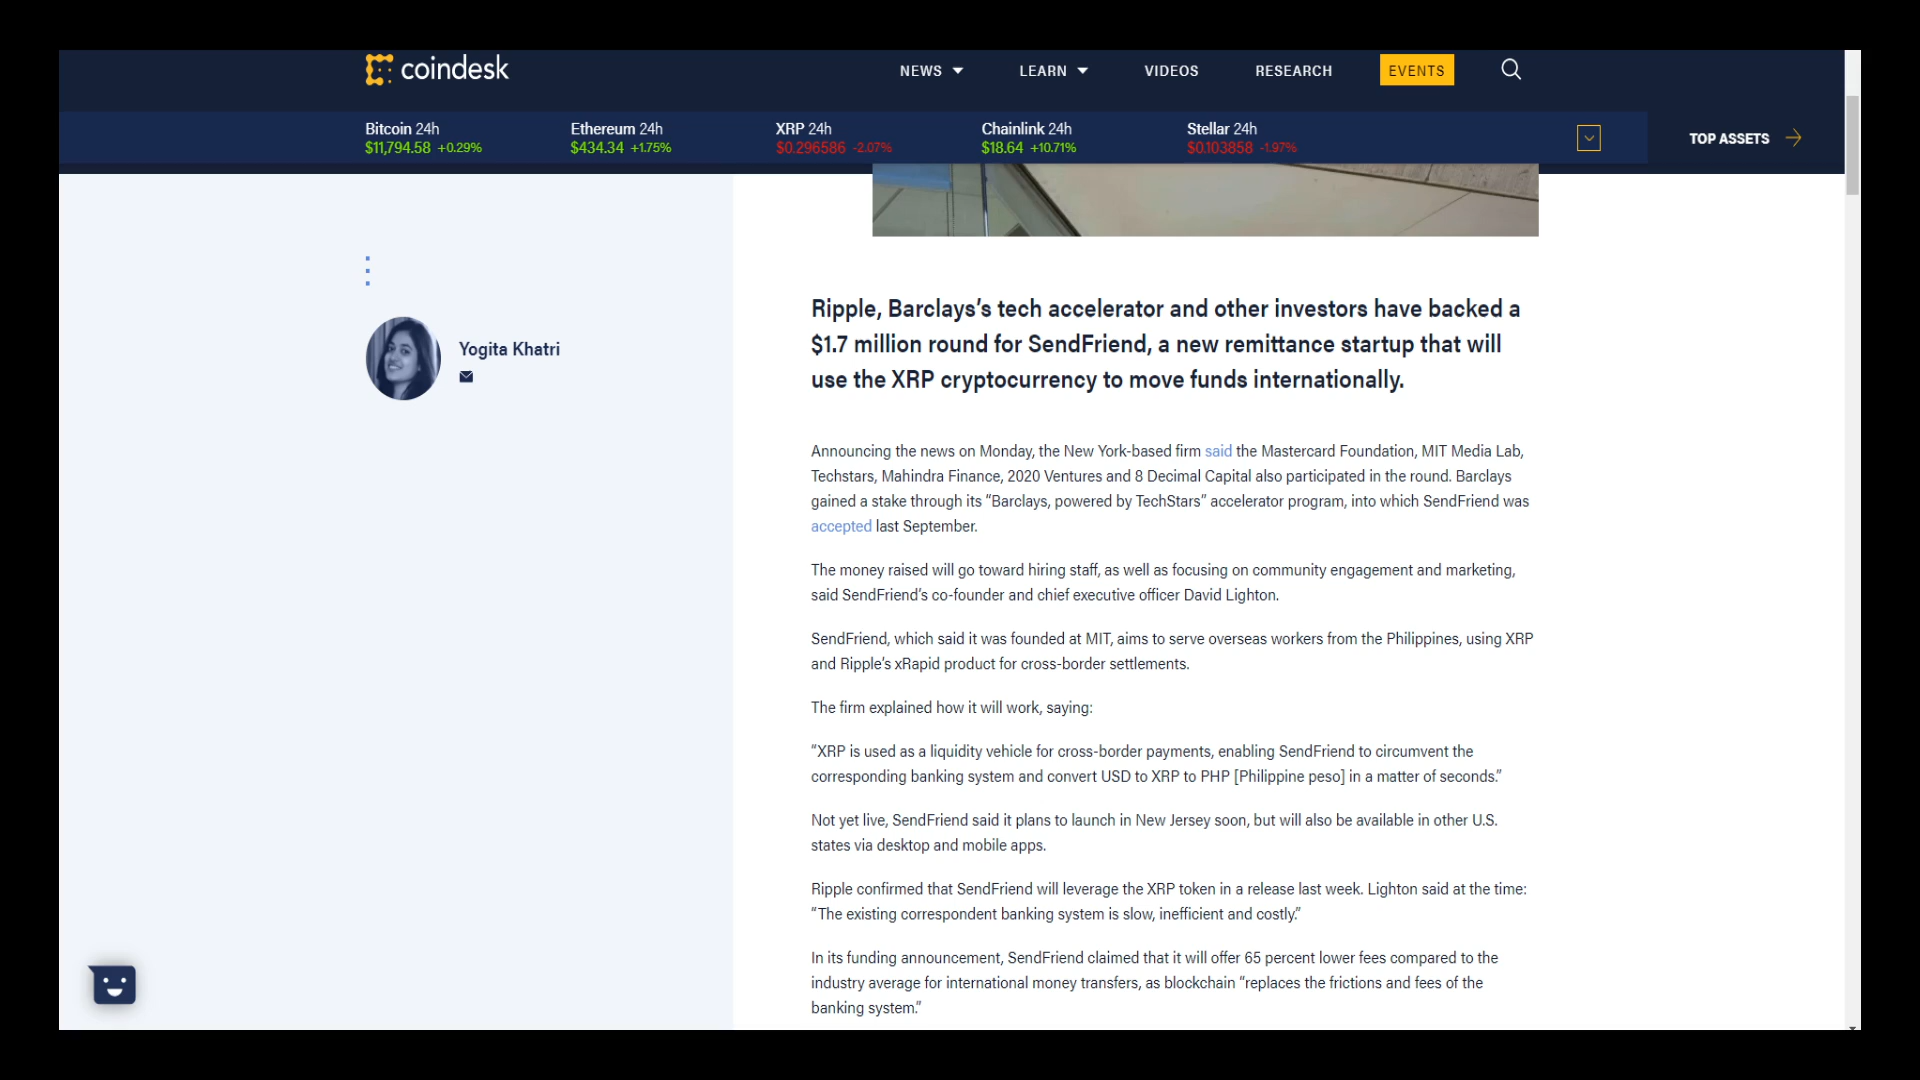 coindesk
NEWS LEARN VIDEOS RESEARCH EVENTS
Bitcoin 24h Ethereum 24h XRP 24h Chainlink 24h Stellar 24h
$11,794.58 +0.29% $434.34 +1.75% $0.296586 -2.07% $18.64 +10.71% $0.103858 -1.97%
TOP ASSETS
Yogita Khatri
Ripple, Barclays’s tech accelerator and other investors have backed a
$1.7 million round for SendFriend, a new remittance startup that will
use the XRP cryptocurrency to move funds internationally.
Announcing the news on Monday, the New York-based firm said the Mastercard Foundation, MIT Media Lab,
Techstars, Mahindra Finance, 2020 Ventures and 8 Decimal Capital also participated in the round. Barclays
gained a stake through its “Barclays, powered by TechStars” accelerator program, into which SendFriend was
accepted last September.
The money raised will go toward hiring staff, as well as focusing on community engagement and marketing,
said SendFriend’s co-founder and chief executive officer David Lighton.
SendFriend, which said it was founded at MIT, aims to serve overseas workers from the Philippines, using XRP
and Ripple’s xRapid product for cross-border settlements.
The firm explained how it will work, saying:
“XRP is used as a liquidity vehicle for cross-border payments, enabling SendFriend to circumvent the
corresponding banking system and convert USD to XRP to PHP [Philippine peso] in a matter of seconds.”
Not yet live, SendFriend said it plans to launch in New Jersey soon, but will also be available in other U.S.
states via desktop and mobile apps.
Ripple confirmed that SendFriend will leverage the XRP token in a release last week. Lighton said at the time:
“The existing correspondent banking system is slow, inefficient and costly.”
In its funding announcement, SendFriend claimed that it will offer 65 percent lower fees compared to the
industry average for international money transfers, as blockchain “replaces the frictions and fees of the
banking system.”